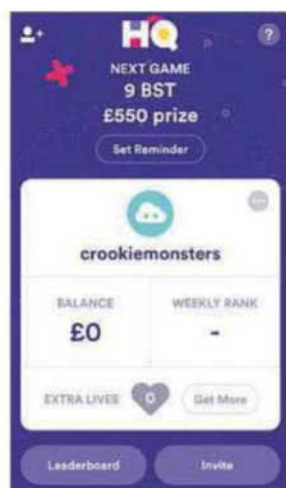 HQ
?
NEXT GAME
9 BST
£550 prize
Set Reminder
crookiemonsters
BALANCE
WEEKLY RANK
£0
-
EXTRA LIVES
0
Get More
Leaderboard
Invite